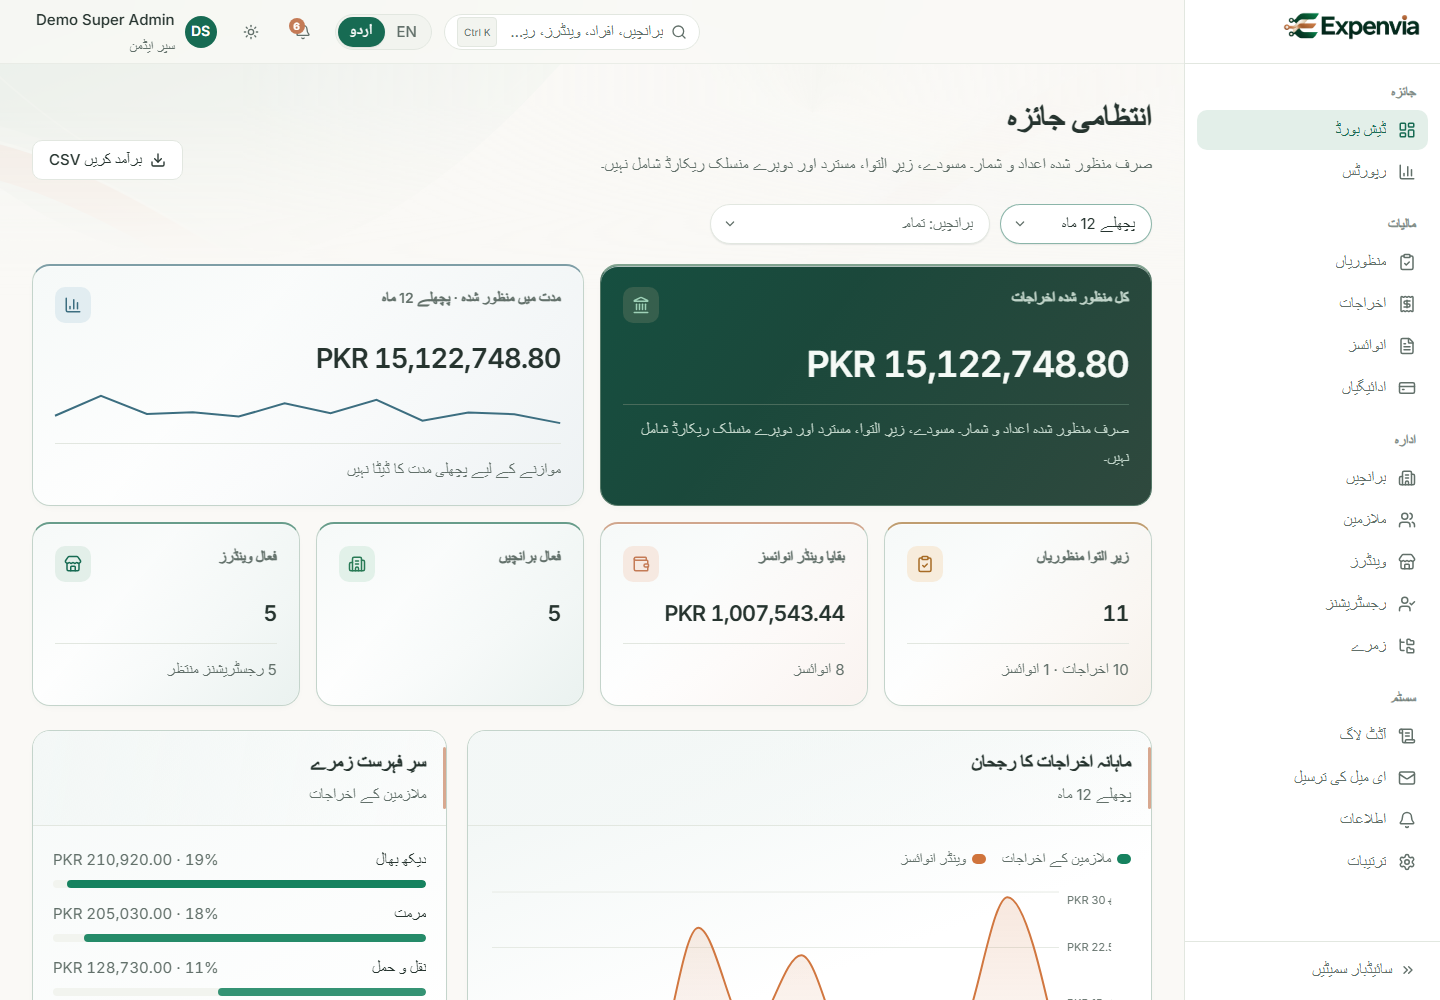 Expenvia
برانچیں، افراد، وینڈرز، رپ...
Ctrl K
EN
اردو
6
DS
Demo Super Admin
سپر ایڈمن
جائزہ
ڈیش بورڈ
رپورٹس
مالیات
منظوریاں
اخراجات
انوائسز
ادائیگیاں
ادارہ
برانچیں
ملازمین
وینڈرز
رجسٹریشنز
زمرے
سسٹم
آڈٹ لاگ
ای میل کی ترسیل
اطلاعات
ترتیبات
سائیڈبار سمیٹیں
انتظامی جائزہ
صرف منظور شدہ اعداد و شمار۔ مسودے، زیرِ التوا، مسترد اور دوہرے منسلک ریکارڈ شامل نہیں۔
برآمد کریں CSV
پچھلے 12 ماہ
برانچیں: تمام
کل منظور شدہ اخراجات
PKR 15,122,748.80
صرف منظور شدہ اعداد و شمار۔ مسودے، زیرِ التوا، مسترد اور دوہرے منسلک ریکارڈ شامل
نہیں۔
مدت میں منظور شدہ · پچھلے 12 ماہ
PKR 15,122,748.80
موازنے کے لیے پچھلی مدت کا ڈیٹا نہیں
زیرِ التوا منظوریاں
11
10 اخراجات · 1 انوائسز
بقایا وینڈر انوائسز
PKR 1,007,543.44
8 انوائسز
فعال برانچیں
5
فعال وینڈرز
5
5 رجسٹریشنز منتظر
ماہانہ اخراجات کا رجحان
پچھلے 12 ماہ
ملازمین کے اخراجات
وینڈر انوائسز
PKR 30
PKR 22.5
سرِ فہرست زمرے
ملازمین کے اخراجات
دیکھ بھال
PKR 210,920.00 · 19%
مرمت
PKR 205,030.00 · 18%
نقل و حمل
PKR 128,730.00 · 11%